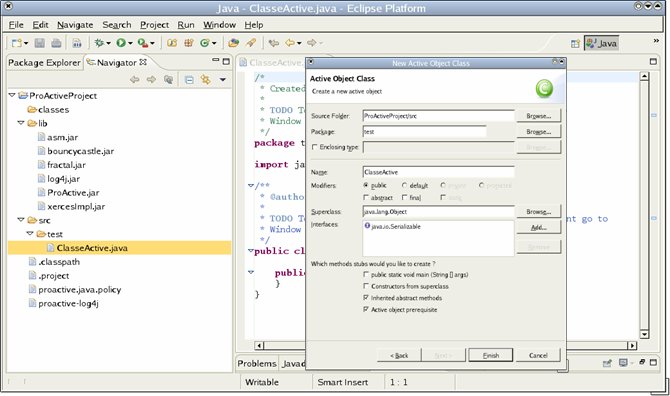 Java - ClasseActive.java - Eclipse Platform
File Edit Navigate Search Project Run Window Help
Java
Package Explorer Navigator
ProActiveProject
classes
lib
asm.jar
bouncycastle.jar
fractal.jar
log4j.jar
ProActive.jar
xercesImpl.jar
src
test
ClasseActive.java
.classpath
.project
proactive.java.policy
proactive-log4j
ClasseActive.
/*
* Created
*
* TODO To
* Window
*/
package t
import ja
/**
* @autho
*
* TODO To nt go to
* Window
*/
public c
public
}
}
New Active Object Class
Active Object Class
Create a new active object
Source Folder: ProActiveProject/src Browse...
Package: test Browse...
Enclosing type: Browse...
Name: ClasseActive
Modifiers: public default private protected
abstract final static
Superclass: java.lang.Object Browse...
Interfaces: java.io.Serializable Add...
Remove
Which methods stubs would you like to create ?
public static void main (String [] args)
Constructors from superclass
Inherited abstract methods
Active object prerequisite
< Back Next > Finish Cancel
Problems Javad
Writable Smart Insert 1 : 1